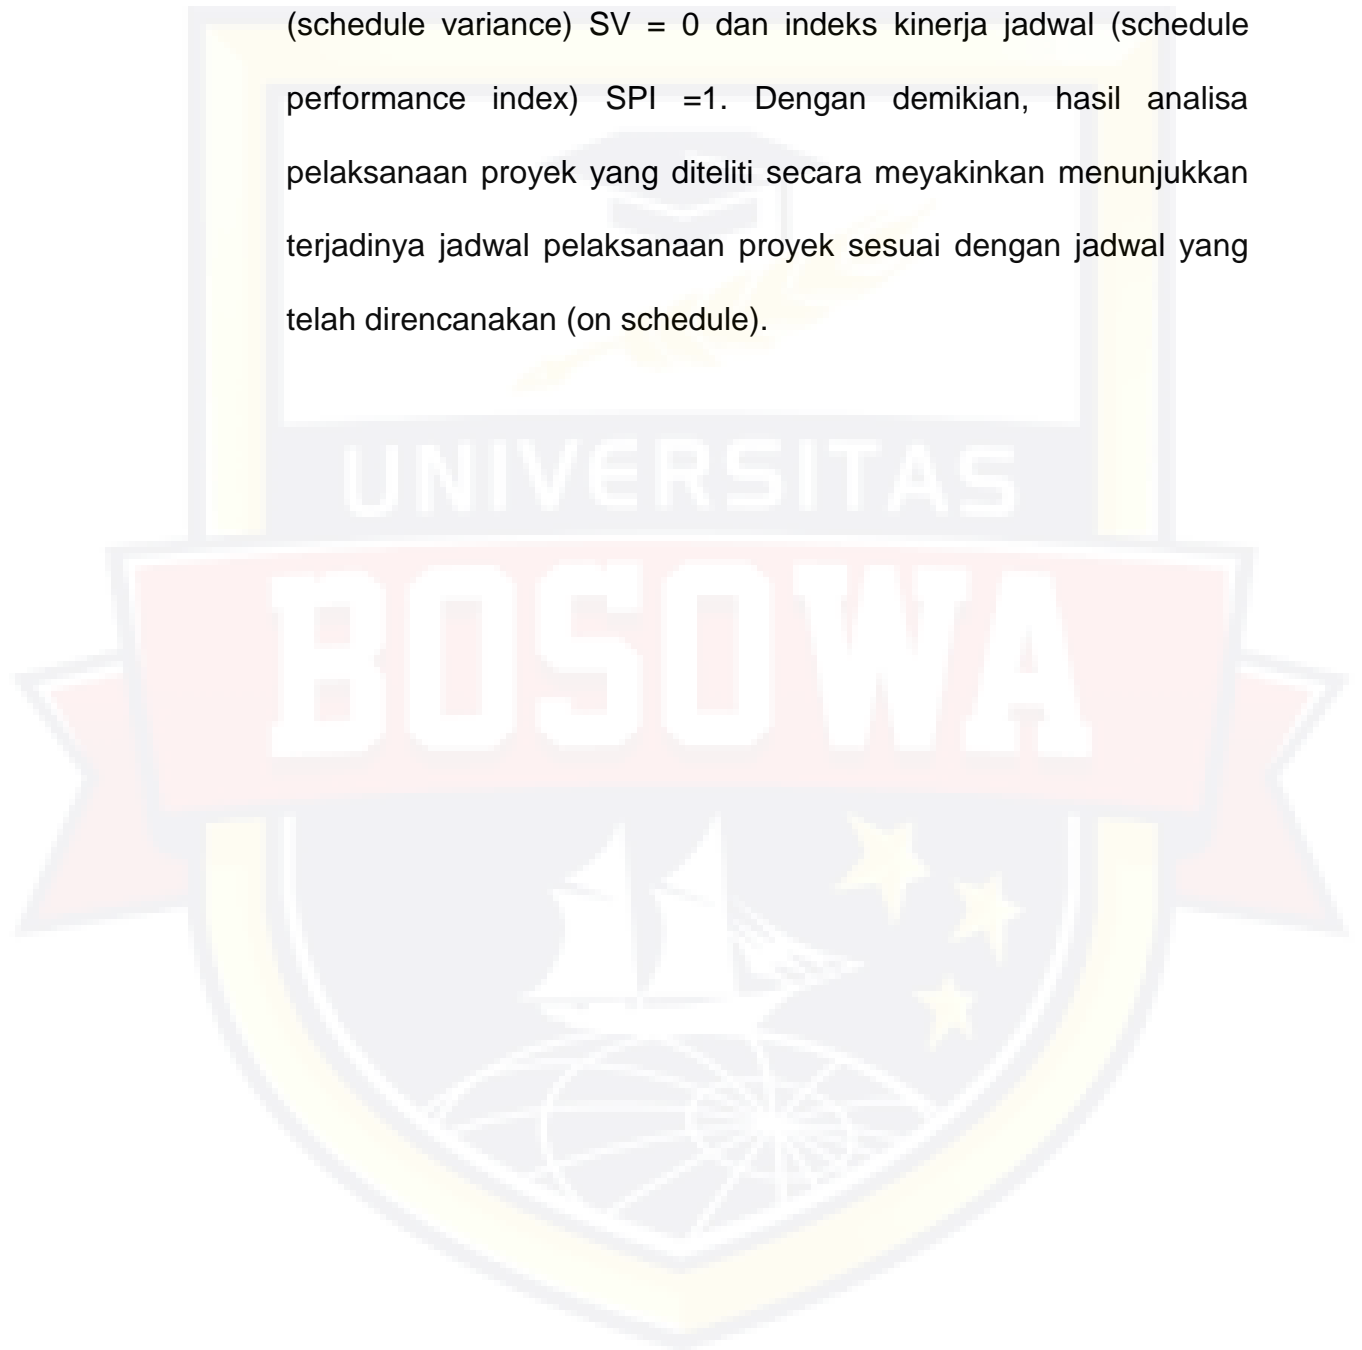 (schedule variance) SV = 0 dan indeks kinerja jadwal (schedule
performance index) SPI =1. Dengan demikian, hasil analisa
pelaksanaan proyek yang diteliti secara meyakinkan menunjukkan
terjadinya jadwal pelaksanaan proyek sesuai dengan jadwal yang
telah direncanakan (on schedule).
UNIVERSITAS
BOSOWA